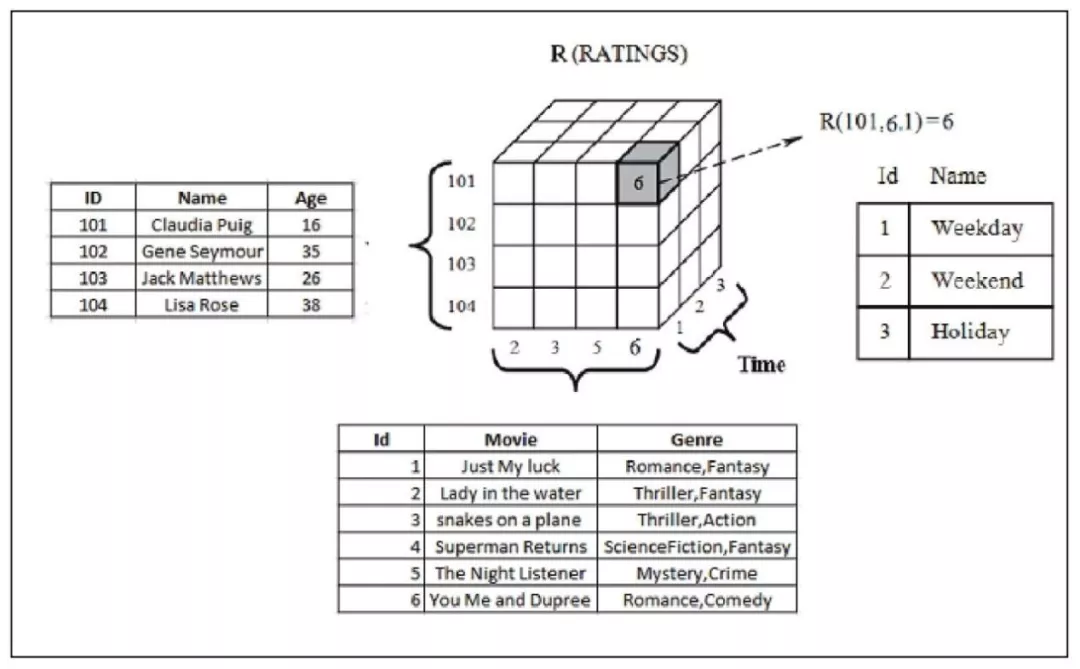 R (RATINGS)
R(101,6,1)=6
ID Name Age
101 Claudia Puig 16
102 Gene Seymour 35
103 Jack Matthews 26
104 Lisa Rose 38
101
102
103
104
6
2 3 5 6
1
2
3
Time
Id Name
1 Weekday
2 Weekend
3 Holiday
Id Movie Genre
1 Just My luck Romance,Fantasy
2 Lady in the water Thriller,Fantasy
3 snakes on a plane Thriller,Action
4 Superman Returns ScienceFiction,Fantasy
5 The Night Listener Mystery,Crime
6 You Me and Dupree Romance,Comedy